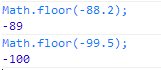 Math.floor(-88.2);
-89
Math.floor(-99.5);
-100